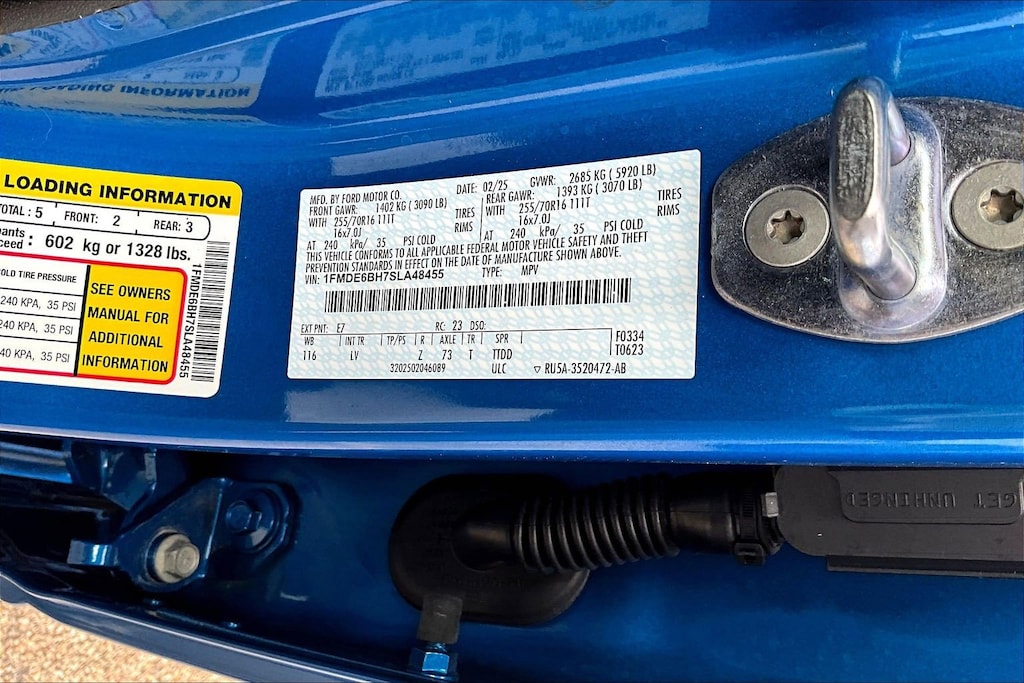 LOADING INFORMATION
TOTAL : 5 FRONT: 2 REAR: 3
602 kg or 1328 lbs.
TIRE PRESSURE
240 KPA, 35 PSI
240 KPA, 35 PSI
240 KPA, 35 PSI
SEE OWNERS
MANUAL FOR
ADDITIONAL
INFORMATION
1FMDE6BH7SLA48455
MFD. BY FORD MOTOR CO. DATE: 02/25 GVWR: 2685 KG ( 5920 LB)
FRONT GAWR: 1402 KG ( 3090 LB) REAR GAWR: 1393 KG ( 3070 LB)
WITH 255/70R16 111T TIRES WITH 255/70R16 111T TIRES
16x7.0J RIMS 16x7.0J RIMS
AT 240 kPa/ 35 PSI COLD AT 240 kPa/ 35 PSI COLD
THIS VEHICLE CONFORMS TO ALL APPLICABLE FEDERAL MOTOR VEHICLE SAFETY AND THEFT
PREVENTION STANDARDS IN EFFECT ON THE DATE OF MANUFACTURE SHOWN ABOVE.
VIN: 1FMDE6BH7SLA48455 TYPE: MPV
EXT PNT: E7 RC: 23 DSO:
WB INT TR TP/PS R AXLE TR SPR F0334
116 LV Z 73 T TTDD T0623
3202502046089 ULC ▽ RU5A-3520472-AB
GET UNHINGED